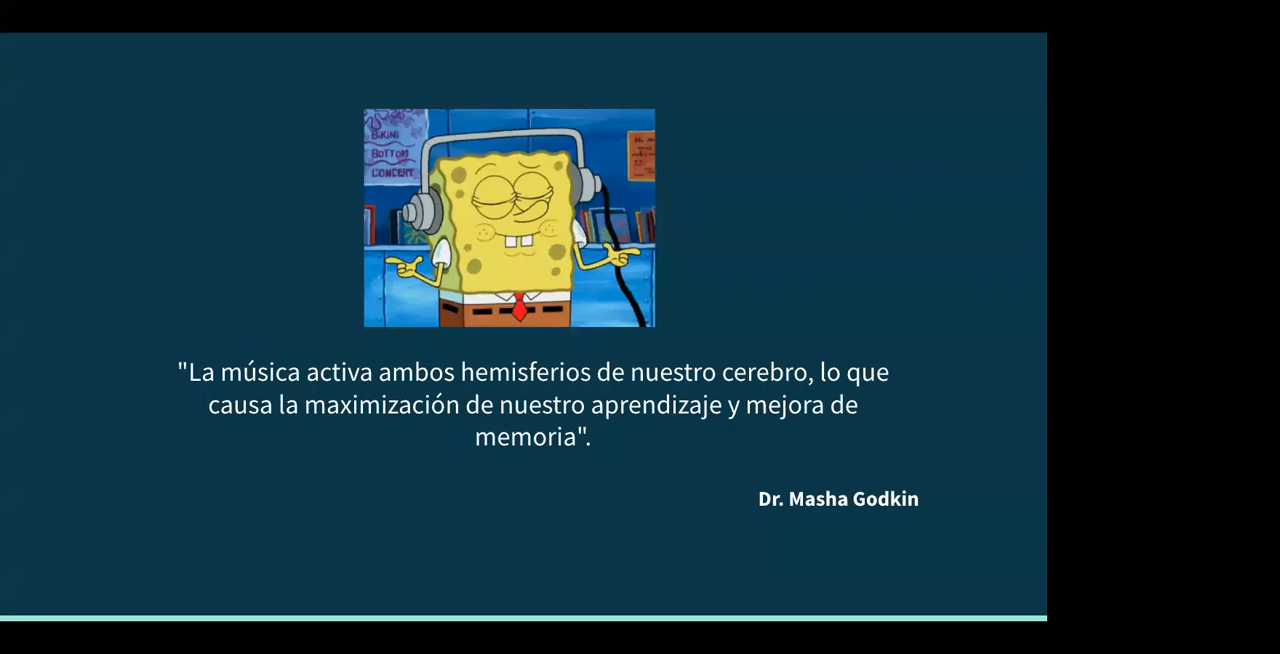 BiKiNi
BOTTOM
CONCERT
"La música activa ambos hemisferios de nuestro cerebro, lo que
causa la maximización de nuestro aprendizaje y mejora de
memoria".
Dr. Masha Godkin